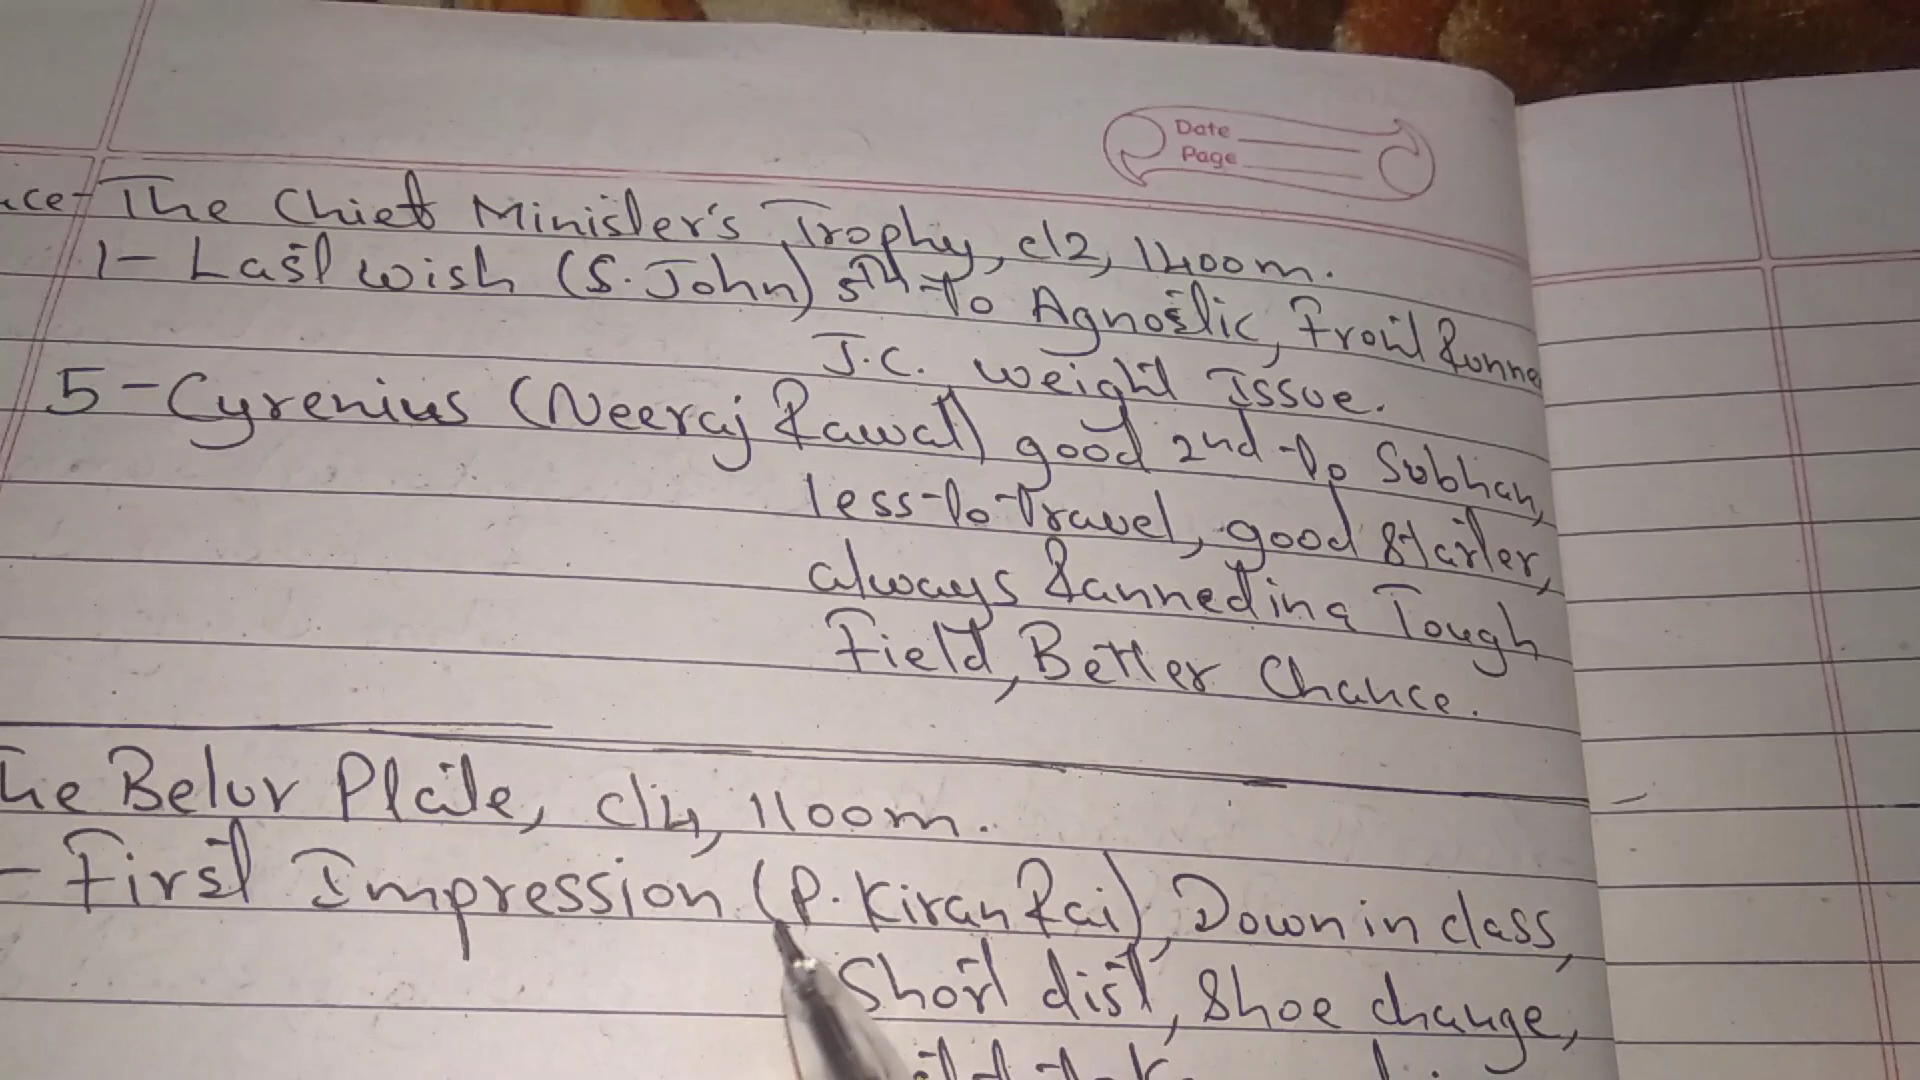 Date
Page
The Chief Minister's Trophy, cl2, 1400m.
1- Last wish (S. John) 5th to Agnostic, Front Runne
J.C. weight Issue.
5- Cyrenius (Neeraj Rawal) good 2nd to Subhan,
less to Travel, good Starter,
always Ranned in a Tough
Field, Better Chance.
The Belur Plate, cl4, 1100m.
- First Impression (P. Kiran Rai), Down in class,
Short dist, Shoe change,